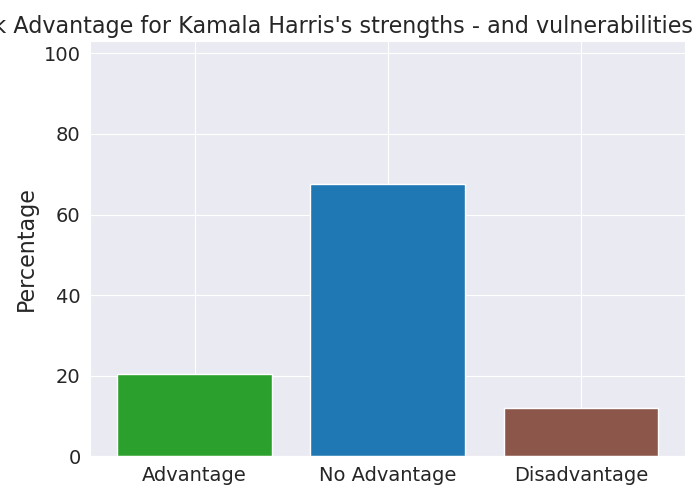 Advantage for Kamala Harris's strengths - and vulnerabilities
100
80
60
40
20
0
Percentage
Advantage
No Advantage
Disadvantage